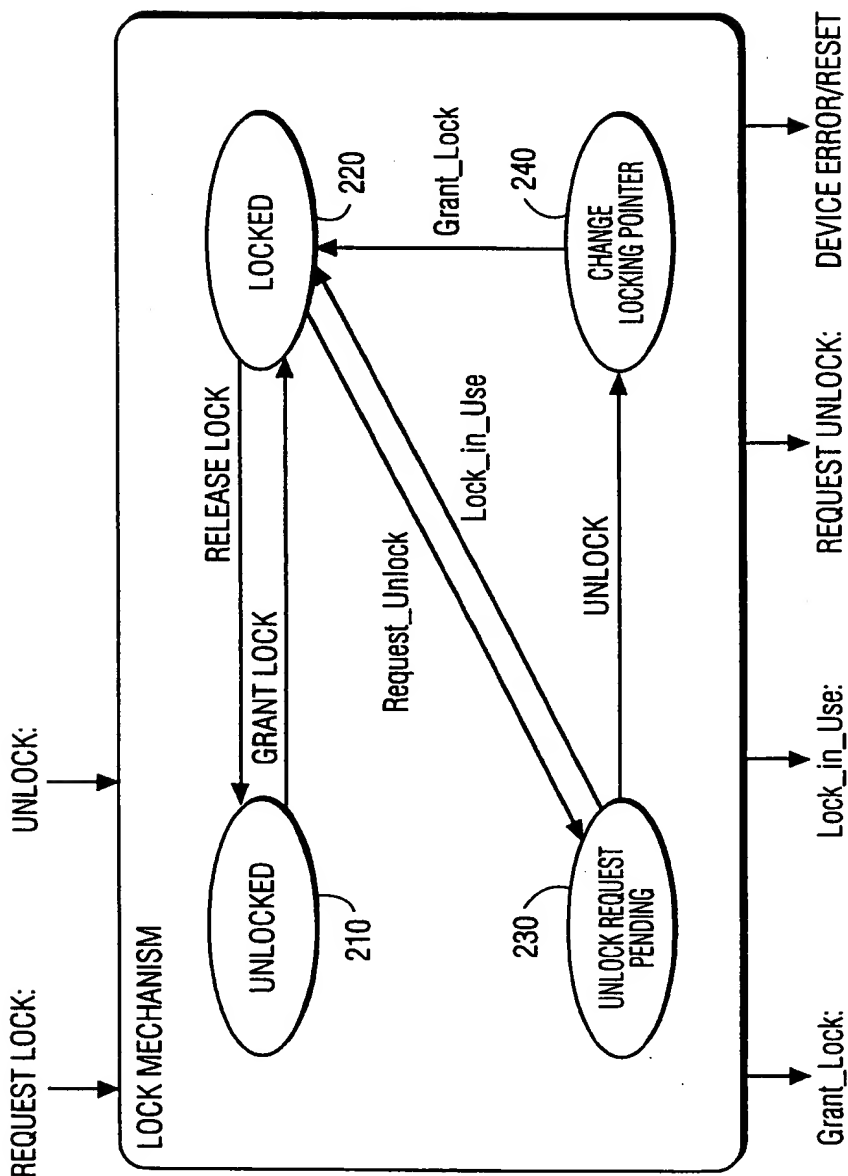 REQUEST LOCK:
UNLOCK:
LOCK MECHANISM
UNLOCKED
210
RELEASE LOCK
GRANT LOCK
LOCKED
220
Request_Unlock
Lock_in_Use
Grant_Lock
230
UNLOCK REQUEST
PENDING
UNLOCK
240
CHANGE
LOCKING POINTER
Grant_Lock:
Lock_in_Use:
REQUEST UNLOCK:
DEVICE ERROR/RESET